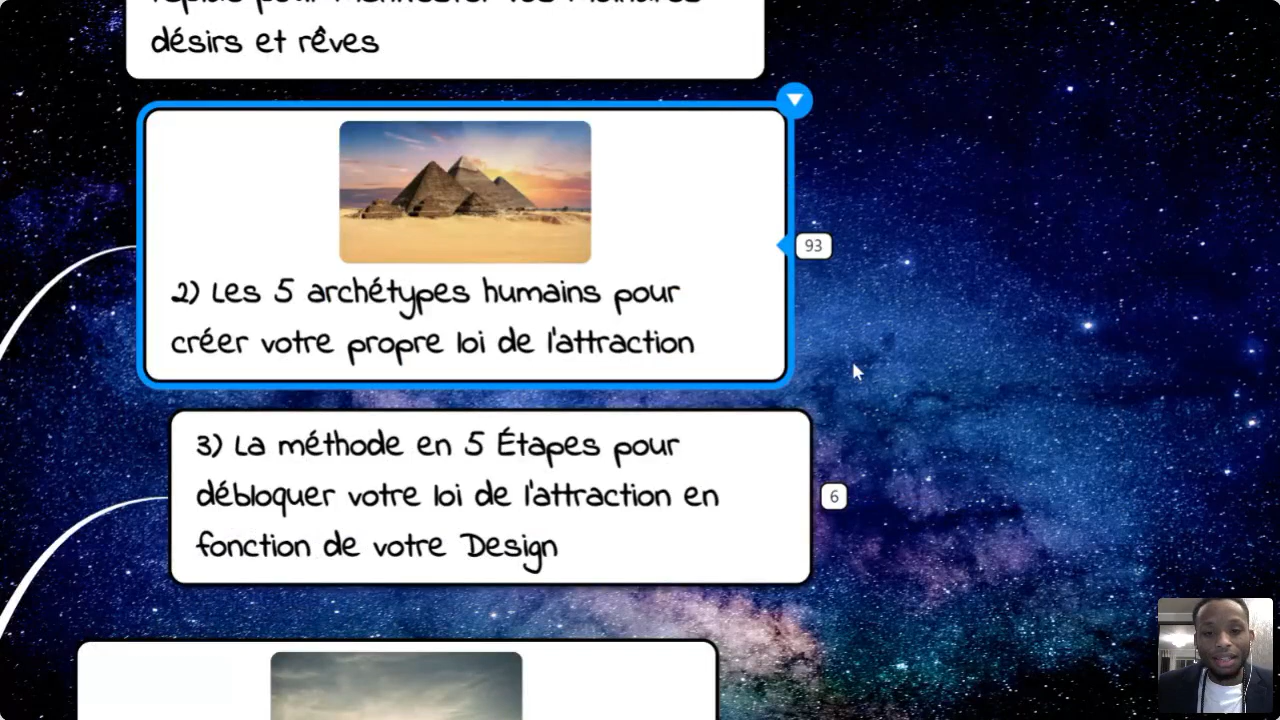 désirs et rêves
2) Les 5 archétypes humains pour
créer votre propre loi de l'attraction
93
3) La méthode en 5 Étapes pour
débloquer votre loi de l'attraction en
fonction de votre Design
6